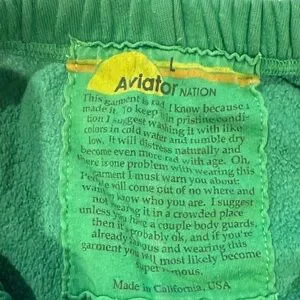 L
Aviator NATION
This garment is rad. I know because i
made it. To keep in pristine condi-
tion I suggest washing it with like
colors in cold water and tumble dry
low. It will distress naturally and
become even more rad with age. Oh,
there is one problem with wearing this
garment I must warn you about.
People will come out of no where and
want know who you are. I suggest
not wearing it in a crowded place
unless you have a couple body guards,
then it probably ok, and if you're
already famous and wearing this
garment you will most likely become
super famous.
Made in California, USA